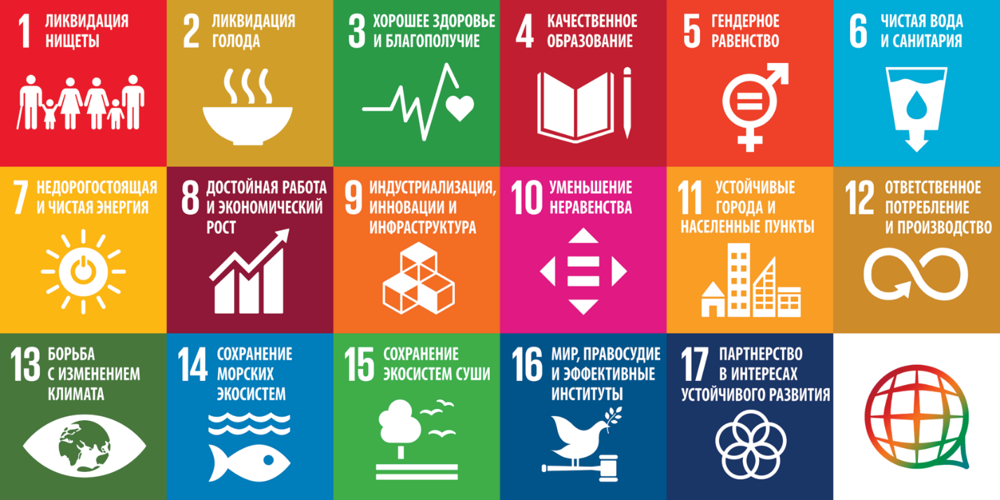 1 ЛИКВИДАЦИЯ
НИЩЕТЫ
2 ЛИКВИДАЦИЯ
ГОЛОДА
3 ХОРОШЕЕ ЗДОРОВЬЕ
И БЛАГОПОЛУЧИЕ
4 КАЧЕСТВЕННОЕ
ОБРАЗОВАНИЕ
5 ГЕНДЕРНОЕ
РАВЕНСТВО
6 ЧИСТАЯ ВОДА
И САНИТАРИЯ
7 НЕДОРОГОСТОЯЩАЯ
И ЧИСТАЯ ЭНЕРГИЯ
8 ДОСТОЙНАЯ РАБОТА
И ЭКОНОМИЧЕСКИЙ
РОСТ
9 ИНДУСТРИАЛИЗАЦИЯ,
ИННОВАЦИИ И
ИНФРАСТРУКТУРА
10 УМЕНЬШЕНИЕ
НЕРАВЕНСТВА
11 УСТОЙЧИВЫЕ
ГОРОДА И
НАСЕЛЕННЫЕ ПУНКТЫ
12 ОТВЕТСТВЕННОЕ
ПОТРЕБЛЕНИЕ
И ПРОИЗВОДСТВО
13 БОРЬБА
С ИЗМЕНЕНИЕМ
КЛИМАТА
14 СОХРАНЕНИЕ
МОРСКИХ
ЭКОСИСТЕМ
15 СОХРАНЕНИЕ
ЭКОСИСТЕМ СУШИ
16 МИР, ПРАВОСУДИЕ
И ЭФФЕКТИВНЫЕ
ИНСТИТУТЫ
17 ПАРТНЕРСТВО
В ИНТЕРЕСАХ
УСТОЙЧИВОГО РАЗВИТИЯ